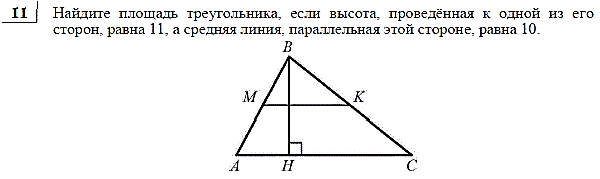 11 Найдите площадь треугольника, если высота, проведённая к одной из его
сторон, равна 11, а средняя линия, параллельная этой стороне, равна 10.
B
M K
A H C